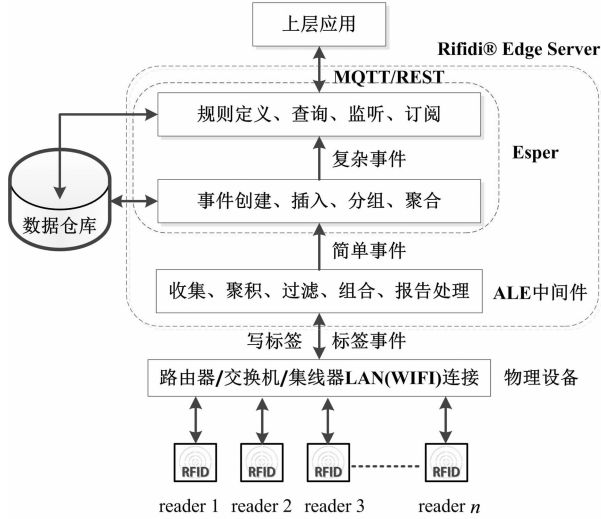 上层应用
Rifidi® Edge Server
MQTT/REST
规则定义、查询、监听、订阅
Esper
复杂事件
数据仓库
事件创建、插入、分组、聚合
简单事件
收集、聚积、过滤、组合、报告处理
ALE中间件
写标签 标签事件
路由器/交换机/集线器LAN(WIFI)连接 物理设备
RFID RFID RFID RFID
reader 1 reader 2 reader 3 reader n